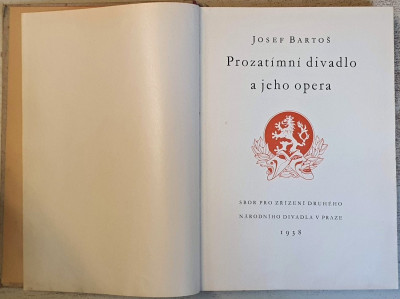 JOSEF BARTOŠ
Prozatímní divadlo
a jeho opera
SBOR PRO ZŘÍZENÍ DRUHÉHO
NÁRODNÍHO DIVADLA V PRAZE
1938